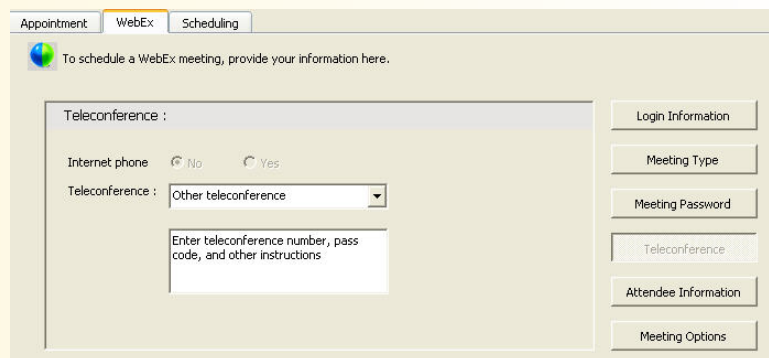 Appointment WebEx Scheduling
To schedule a WebEx meeting, provide your information here.
Teleconference :
Login Information
Internet phone No Yes
Meeting Type
Teleconference : Other teleconference
Meeting Password
Enter teleconference number, pass
code, and other instructions
Teleconference
Attendee Information
Meeting Options